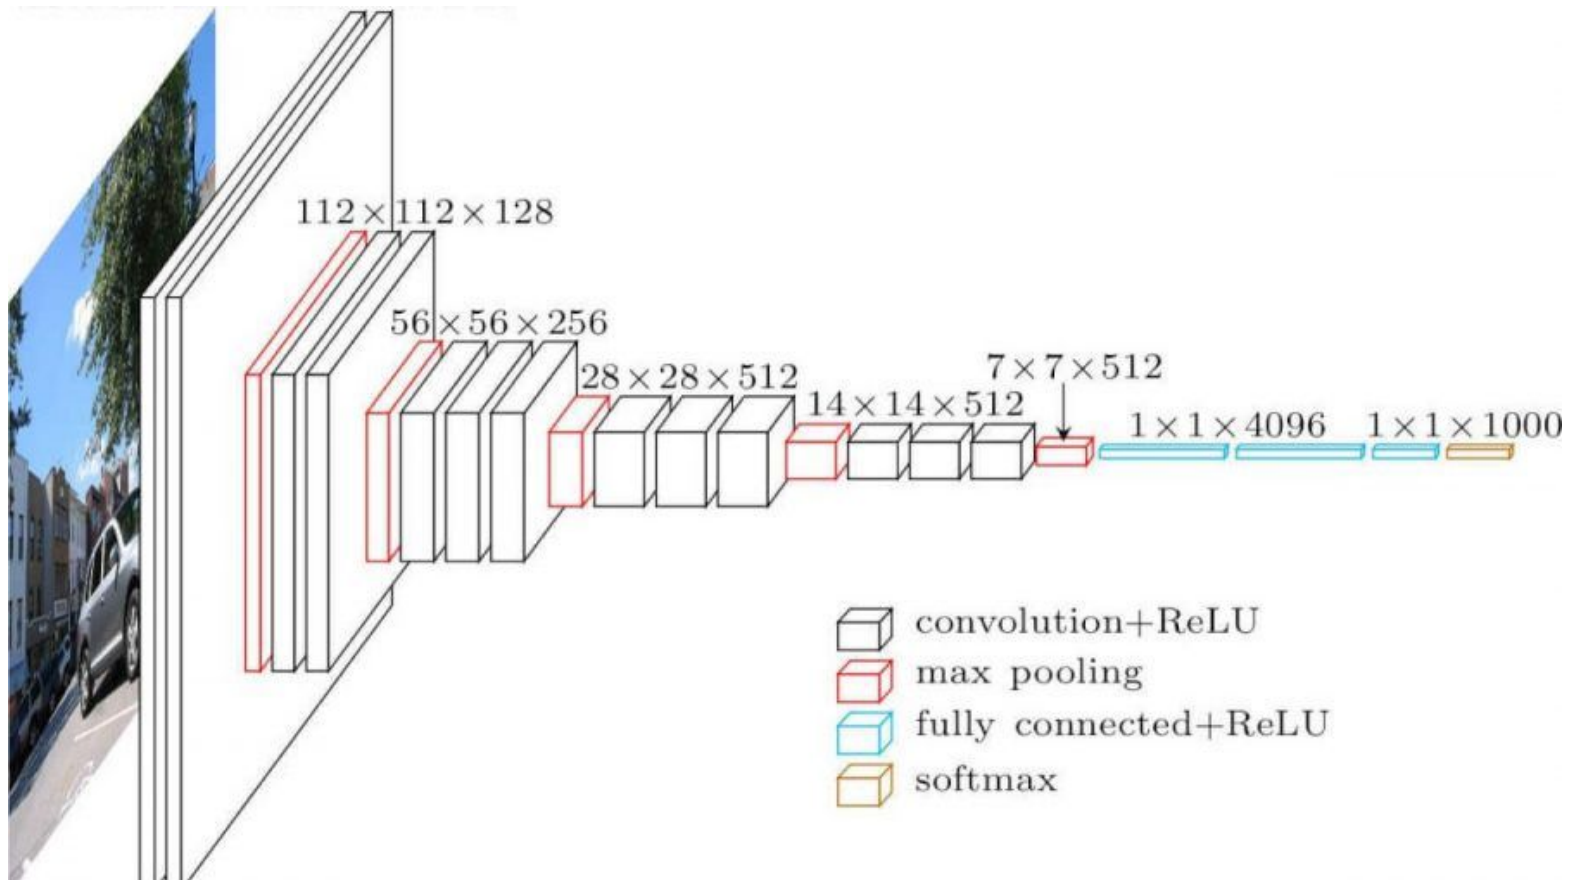 112×112×128
56×56×256
28×28×512
14×14×512
7×7×512
1×1×4096
1×1×1000
convolution+ReLU
max pooling
fully connected+ReLU
softmax